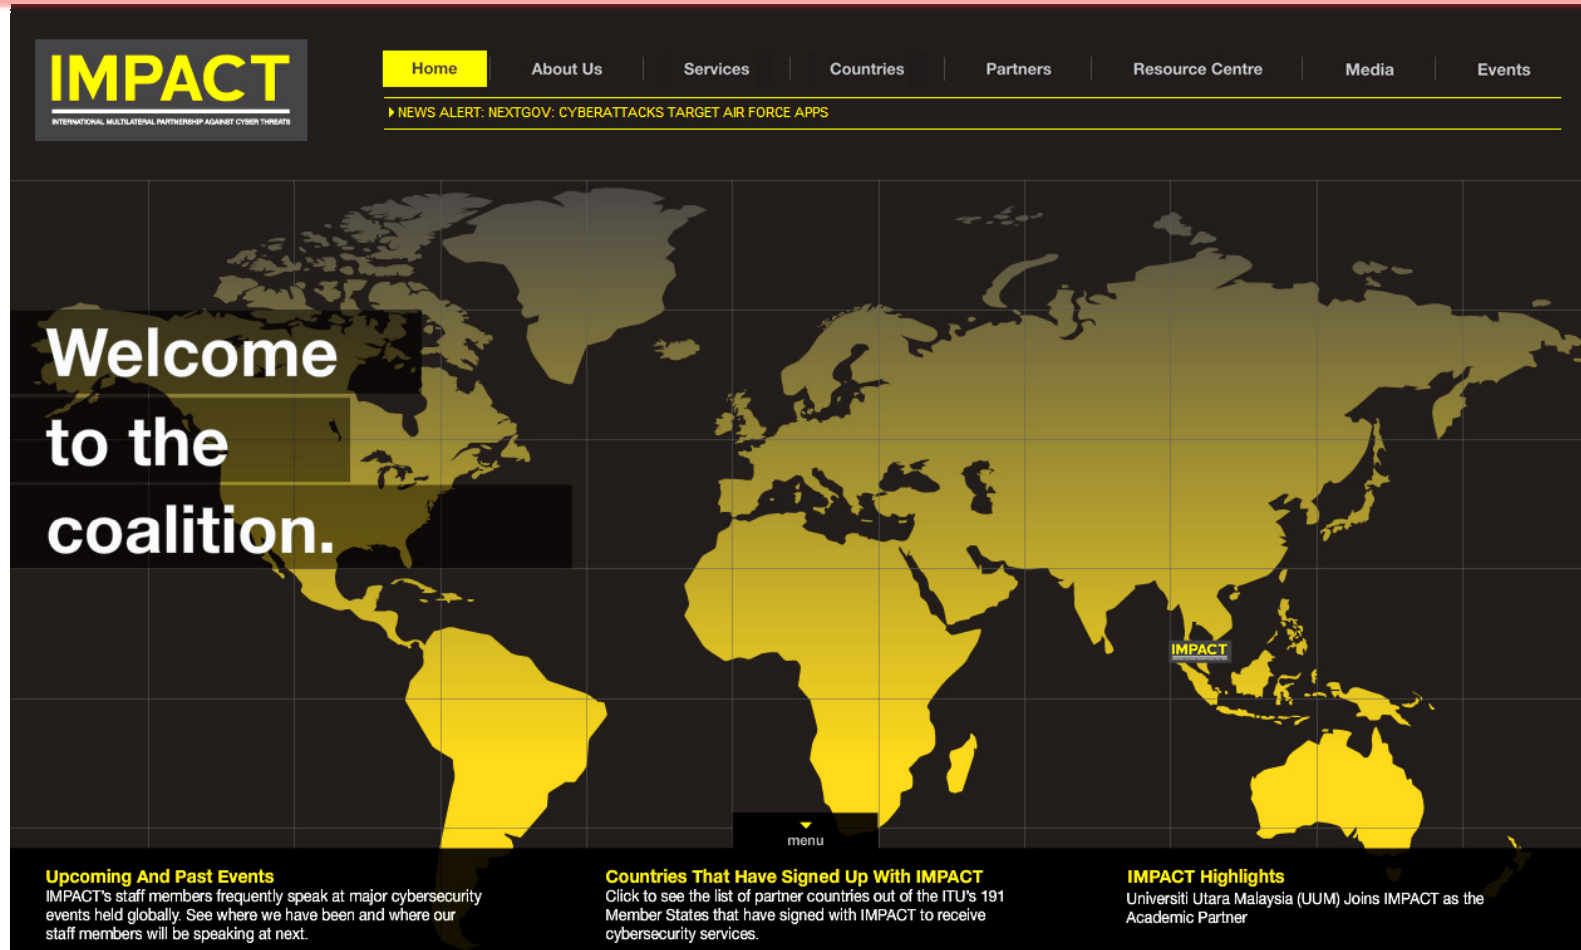 IMPACT
INTERNATIONAL MULTILATERAL PARTNERSHIP AGAINST CYBER THREATS
Home
About Us
Services
Countries
Partners
Resource Centre
Media
Events
NEWS ALERT: NEXTGOV: CYBERATTACKS TARGET AIR FORCE APPS
Welcome
to the
coalition.
IMPACT
menu
Upcoming And Past Events
IMPACT's staff members frequently speak at major cybersecurity
events held globally. See where we have been and where our
staff members will be speaking at next.
Countries That Have Signed Up With IMPACT
Click to see the list of partner countries out of the ITU's 191
Member States that have signed with IMPACT to receive
cybersecurity services.
IMPACT Highlights
Universiti Utara Malaysia (UUM) Joins IMPACT as the
Academic Partner